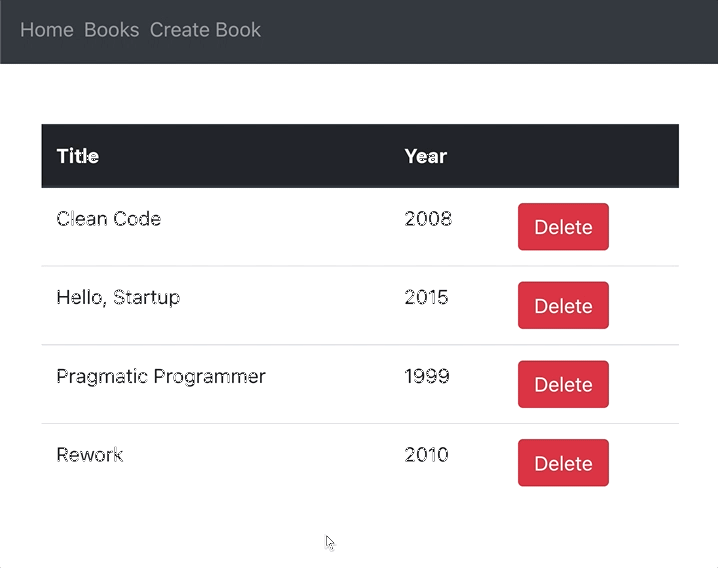 Home Books Create Book
Title Year
Clean Code 2008 Delete
Hello, Startup 2015 Delete
Pragmatic Programmer 1999 Delete
Rework 2010 Delete